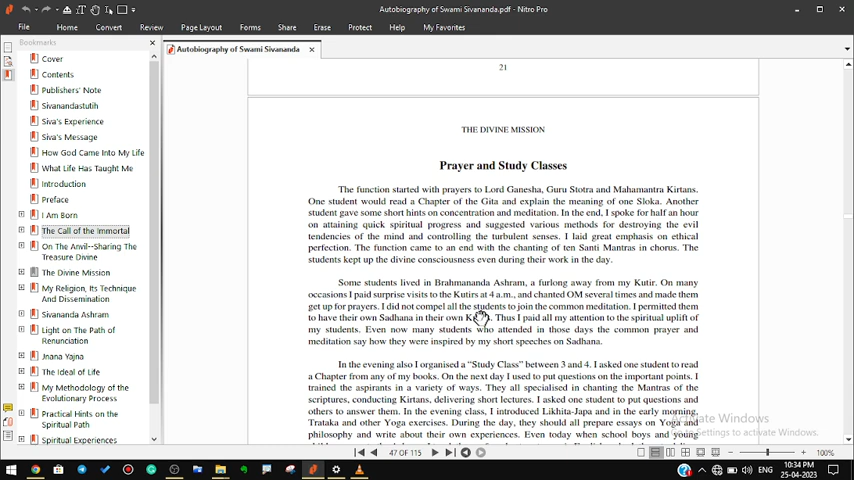 Autobiography of Swami Sivananda.pdf - Nitro Pro
File Home Convert Review Page Layout Forms Share Erase Protect Help My Favorites
Bookmarks
Autobiography of Swami Sivananda
Cover
Contents
Publishers' Note
Sivanandastutih
Siva's Experience
Siva's Message
How God Came Into My Life
What Life Has Taught Me
Introduction
Preface
I Am Born
The Call of the Immortal
On The Anvil--Sharing The
Treasure Divine
The Divine Mission
My Religion, Its Technique
And Dissemination
Sivananda Ashram
Light on The Path of
Renunciation
Jnana Yajna
The Ideal of Life
My Methodology of the
Evolutionary Process
Practical Hints on the
Spiritual Path
Spiritual Experiences
21
THE DIVINE MISSION
Prayer and Study Classes
The function started with prayers to Lord Ganesha, Guru Stotra and Mahamantra Kirtans.
One student would read a Chapter of the Gita and explain the meaning of one Sloka. Another
student gave some short hints on concentration and meditation. In the end, I spoke for half an hour
on attaining quick spiritual progress and suggested various methods for destroying the evil
tendencies of the mind and controlling the turbulent senses. I laid great emphasis on ethical
perfection. The function came to an end with the chanting of ten Santi Mantras in chorus. The
students kept up the divine consciousness even during their work in the day.
Some students lived in Brahmananda Ashram, a furlong away from my Kutir. On many
occasions I paid surprise visits to the Kutirs at 4 a.m., and chanted OM several times and made them
get up for prayers. I did not compel all the students to join the common meditation. I permitted them
to have their own Sadhana in their own Thus I paid all my attention to the spiritual uplift of
my students. Even now many students who attended in those days the common prayer and
meditation say how they were inspired by my short speeches on Sadhana.
In the evening also I organised a “Study Class” between 3 and 4. I asked one student to read
a Chapter from any of my books. On the next day I used to put questions on the important points. I
trained the aspirants in a variety of ways. They all specialised in chanting the Mantras of the
scriptures, conducting Kirtans, delivering short lectures. I asked one student to put questions and
others to answer them. In the evening class, I introduced Likhita-Japa and in the early morning,
Trataka and other Yoga exercises. During the day, they should all prepare essays on Yoga and
philosophy and write about their own experiences. Even today when school boys and young
Activate Windows
Go to Settings to activate Windows.
47 OF 115
100%
ENG
10:34 PM
25-04-2023